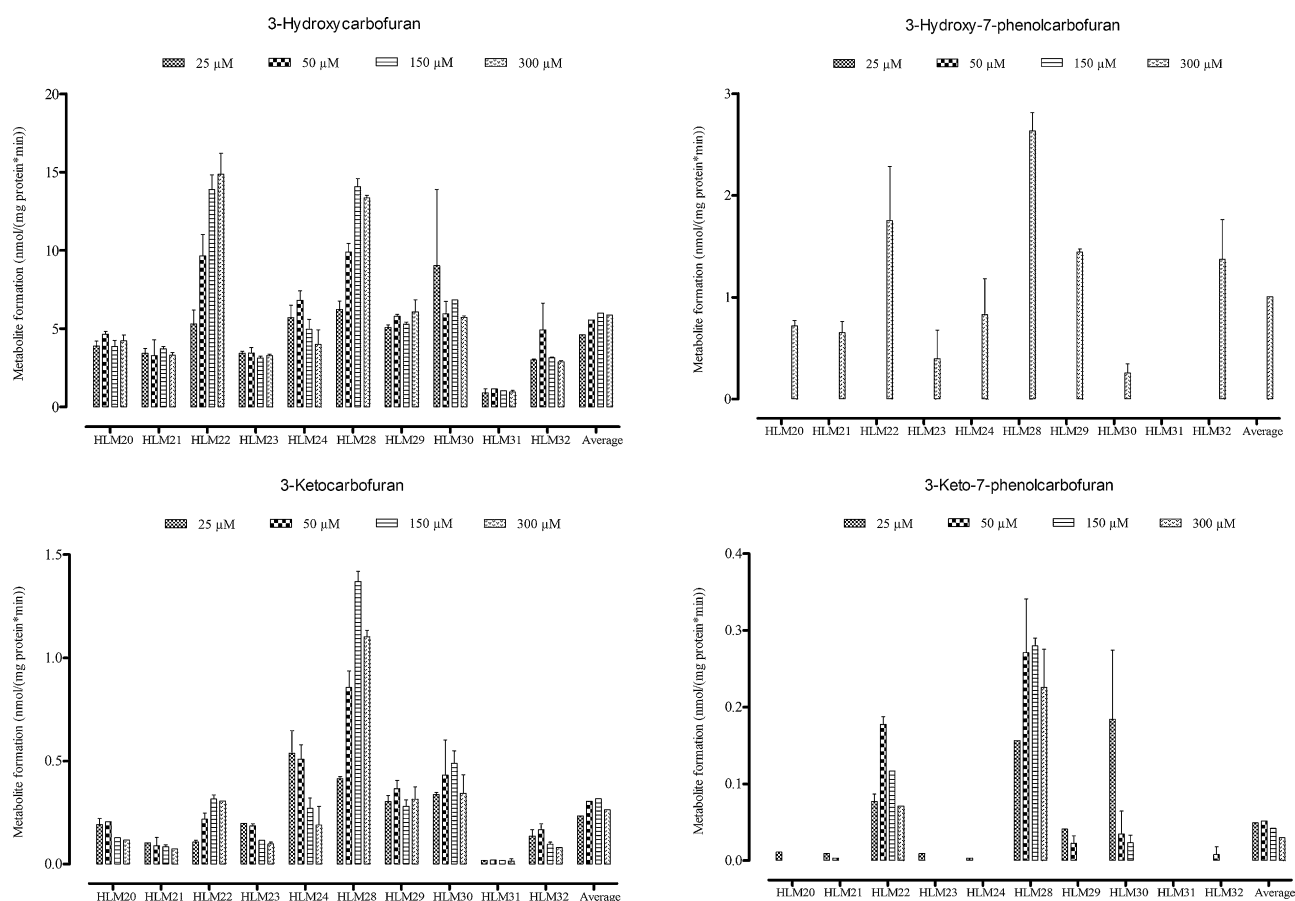 3-Hydroxycarbofuran
25 µM 50 µM 150 µM 300 µM
Metabolite formation (nmol/(mg protein*min))
20
15
10
5
0
HLM20 HLM21 HLM22 HLM23 HLM24 HLM28 HLM29 HLM30 HLM31 HLM32 Average
3-Hydroxy-7-phenolcarbofuran
25 µM 50 µM 150 µM 300 µM
Metabolite formation (nmol/(mg protein*min))
3
2
1
0
HLM20 HLM21 HLM22 HLM23 HLM24 HLM28 HLM29 HLM30 HLM31 HLM32 Average
3-Ketocarbofuran
25 µM 50 µM 150 µM 300 µM
Metabolite formation (nmol/(mg protein*min))
1.5
1.0
0.5
0.0
HLM20 HLM21 HLM22 HLM23 HLM24 HLM28 HLM29 HLM30 HLM31 HLM32 Average
3-Keto-7-phenolcarbofuran
25 µM 50 µM 150 µM 300 µM
Metabolite formation (nmol/(mg protein*min))
0.4
0.3
0.2
0.1
0.0
HLM20 HLM21 HLM22 HLM23 HLM24 HLM28 HLM29 HLM30 HLM31 HLM32 Average